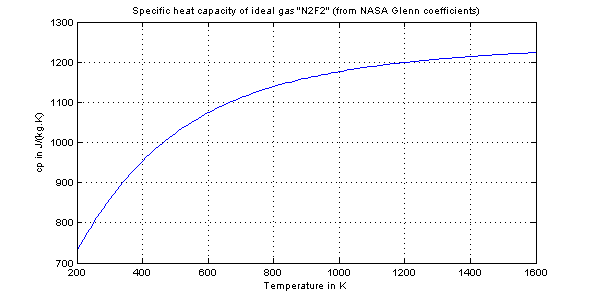 Specific heat capacity of ideal gas "N2F2" (from NASA Glenn coefficients)
1300
1200
1100
1000
900
800
700
cp in J/(kg.K)
200 400 600 800 1000 1200 1400 1600
Temperature in K